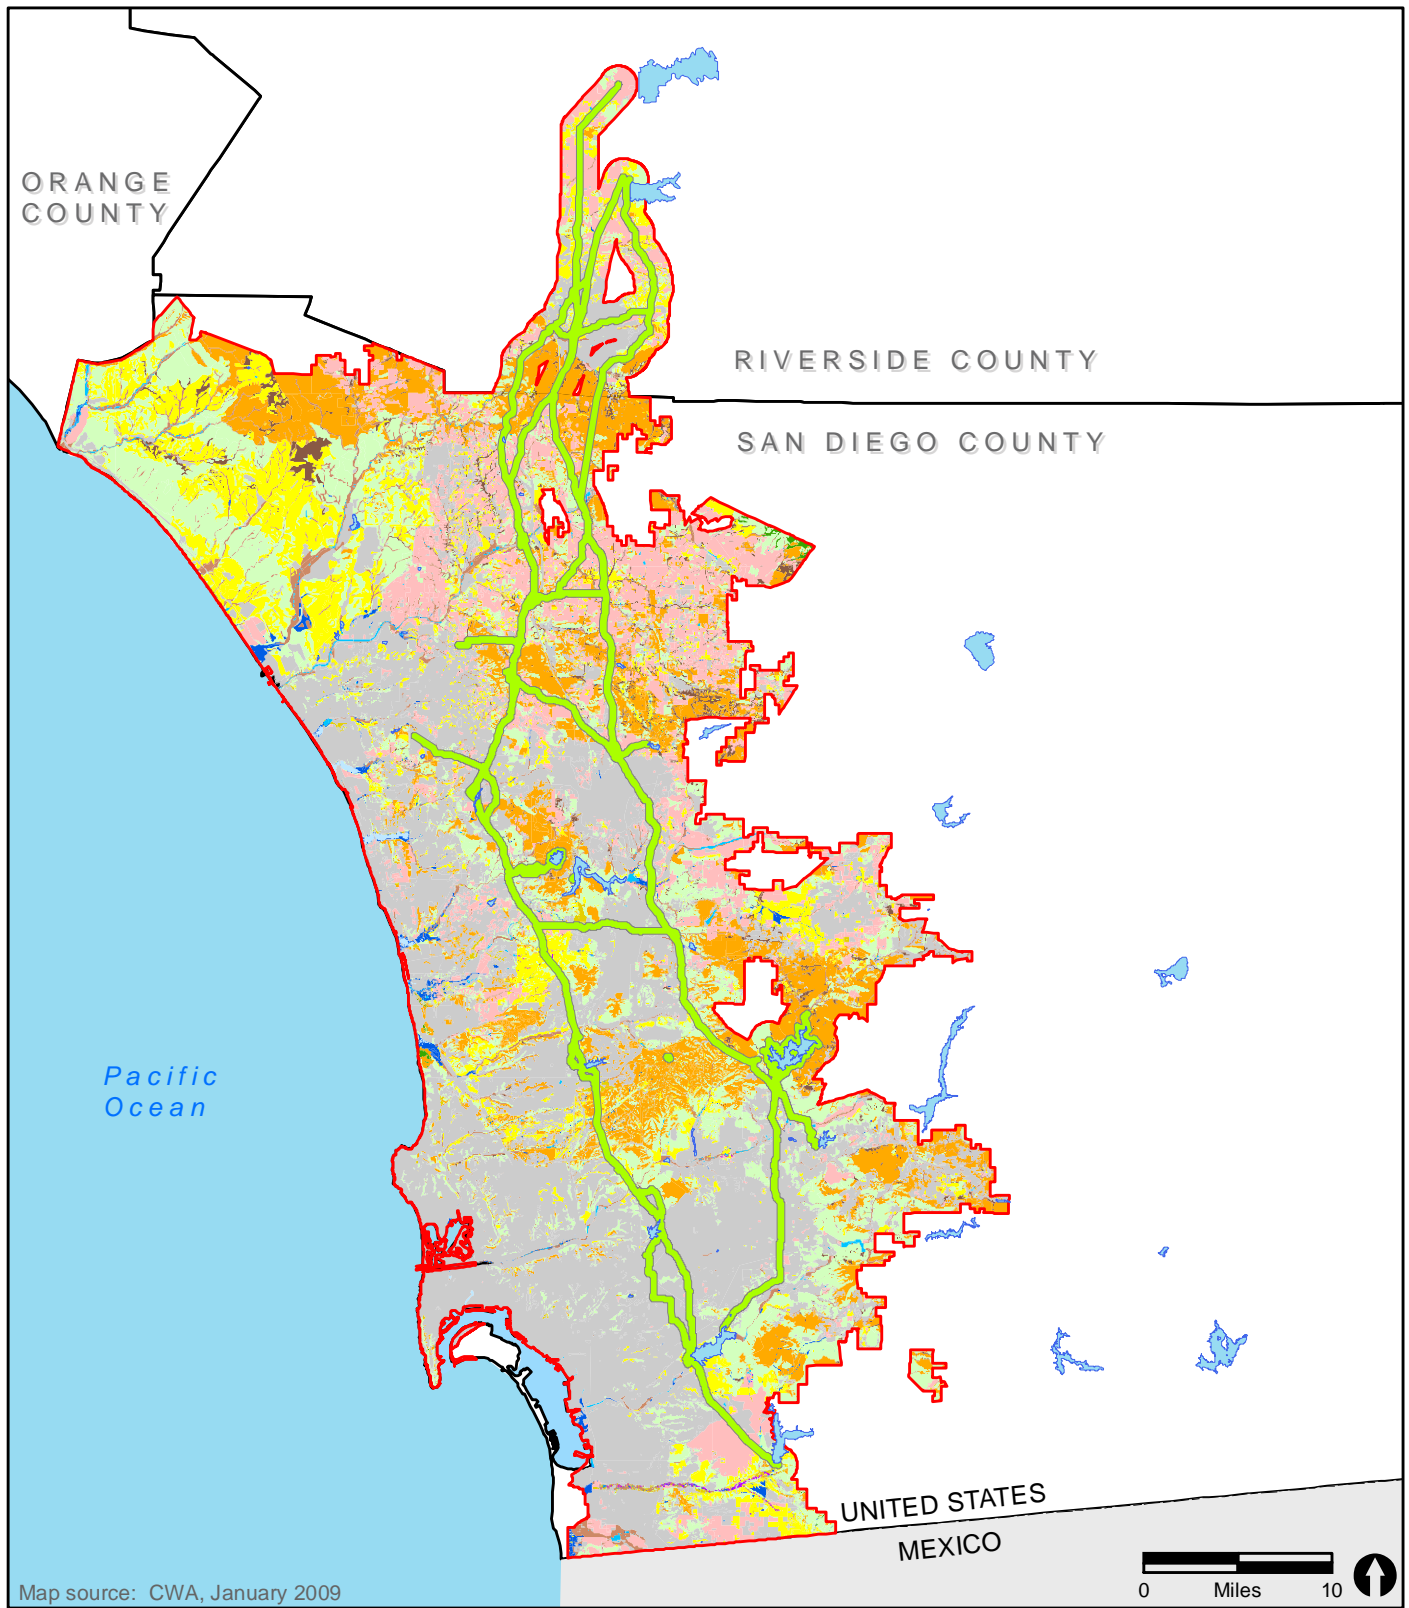 ORANGE
COUNTY
RIVERSIDE COUNTY
SAN DIEGO COUNTY
Pacific
Ocean
UNITED STATES
MEXICO
Map source: CWA, January 2009
0 Miles 10